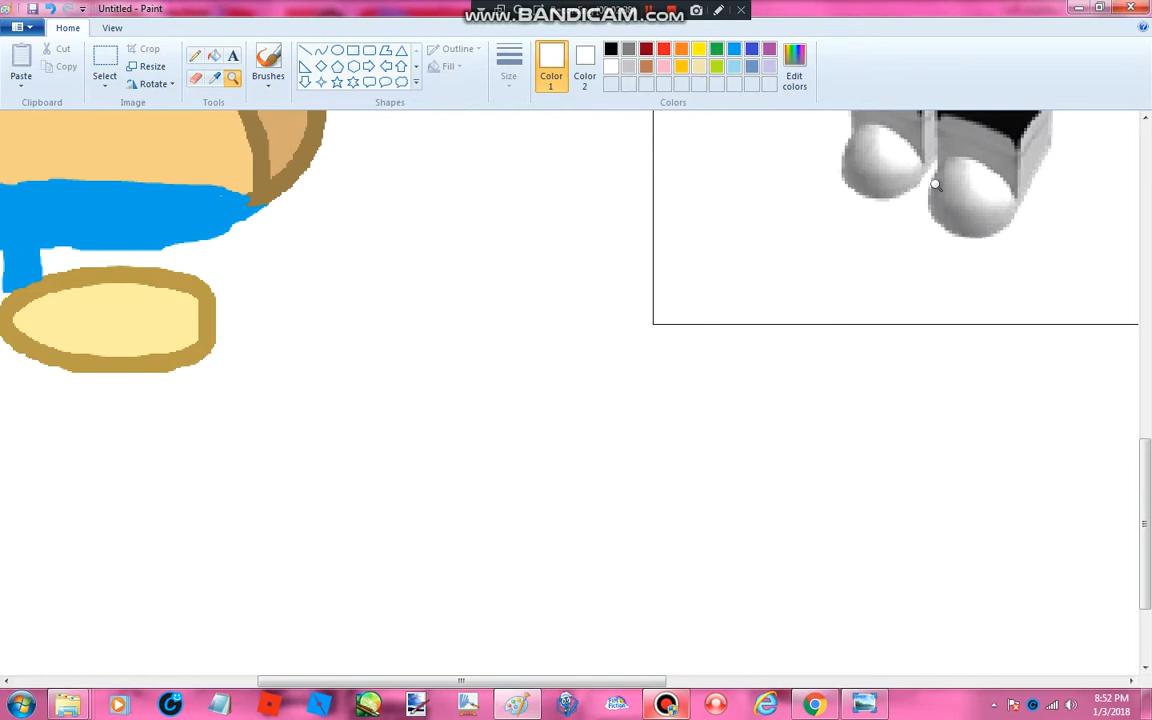 Untitled - Paint
www.BANDICAM.com
Home
View
Paste
Cut
Copy
Clipboard
Select
Crop
Resize
Rotate
Image
Tools
Brushes
Outline
Fill
Shapes
Size
Color
1
Color
2
Edit
colors
Colors
8:52 PM
1/3/2018